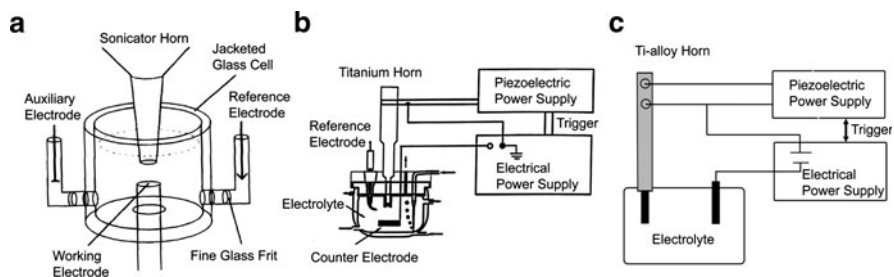 a
Sonicator Horn
Jacketed
Glass Cell
Auxiliary
Electrode
Reference
Electrode
Working
Electrode
Fine Glass Frit
b
Titanium Horn
Piezoelectric
Power Supply
Trigger
Reference
Electrode
Electrical
Power Supply
Electrolyte
Counter Electrode
c
Ti-alloy Horn
Piezoelectric
Power Supply
Trigger
Electrical
Power Supply
Electrolyte